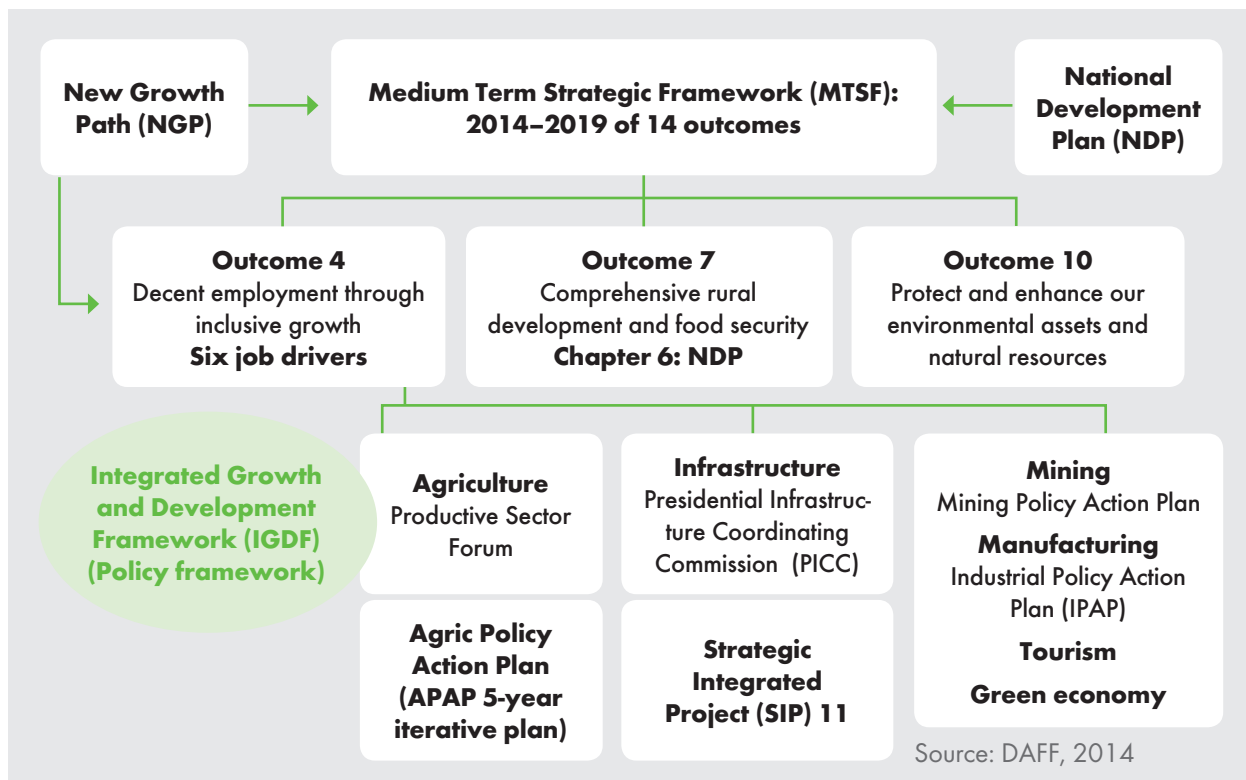 New Growth
Path (NGP)
Medium Term Strategic Framework (MTSF):
2014–2019 of 14 outcomes
National
Development
Plan (NDP)
Outcome 4
Decent employment through
inclusive growth
Six job drivers
Outcome 7
Comprehensive rural
development and food security
Chapter 6: NDP
Outcome 10
Protect and enhance our
environmental assets and
natural resources
Integrated Growth
and Development
Framework (IGDF)
(Policy framework)
Agriculture
Productive Sector
Forum
Infrastructure
Presidential Infrastruc-
ture Coordinating
Commission (PICC)
Mining
Mining Policy Action Plan
Manufacturing
Industrial Policy Action
Plan (IPAP)
Tourism
Green economy
Agric Policy
Action Plan
(APAP 5-year
iterative plan)
Strategic
Integrated
Project (SIP) 11
Source: DAFF, 2014